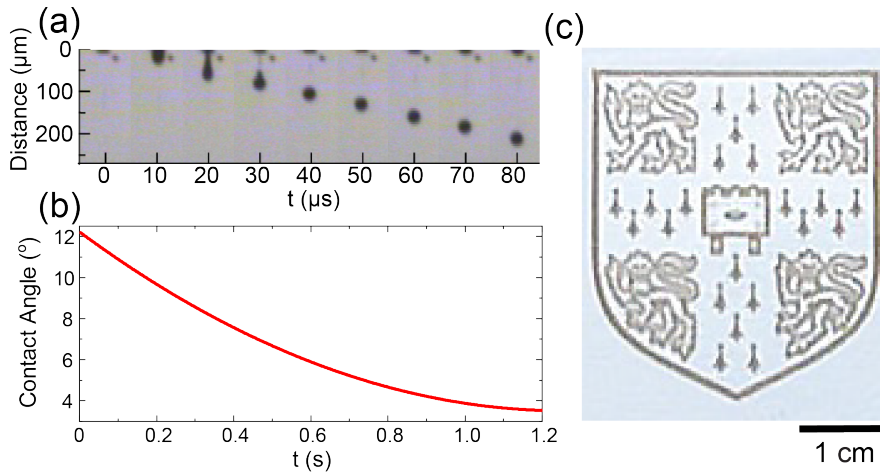 (a)
Distance (µm)
0
100
200
0 10 20 30 40 50 60 70 80
t (µs)
(b)
Contact Angle (°)
12
10
8
6
4
0 0.2 0.4 0.6 0.8 1.0 1.2
t (s)
(c)
1 cm